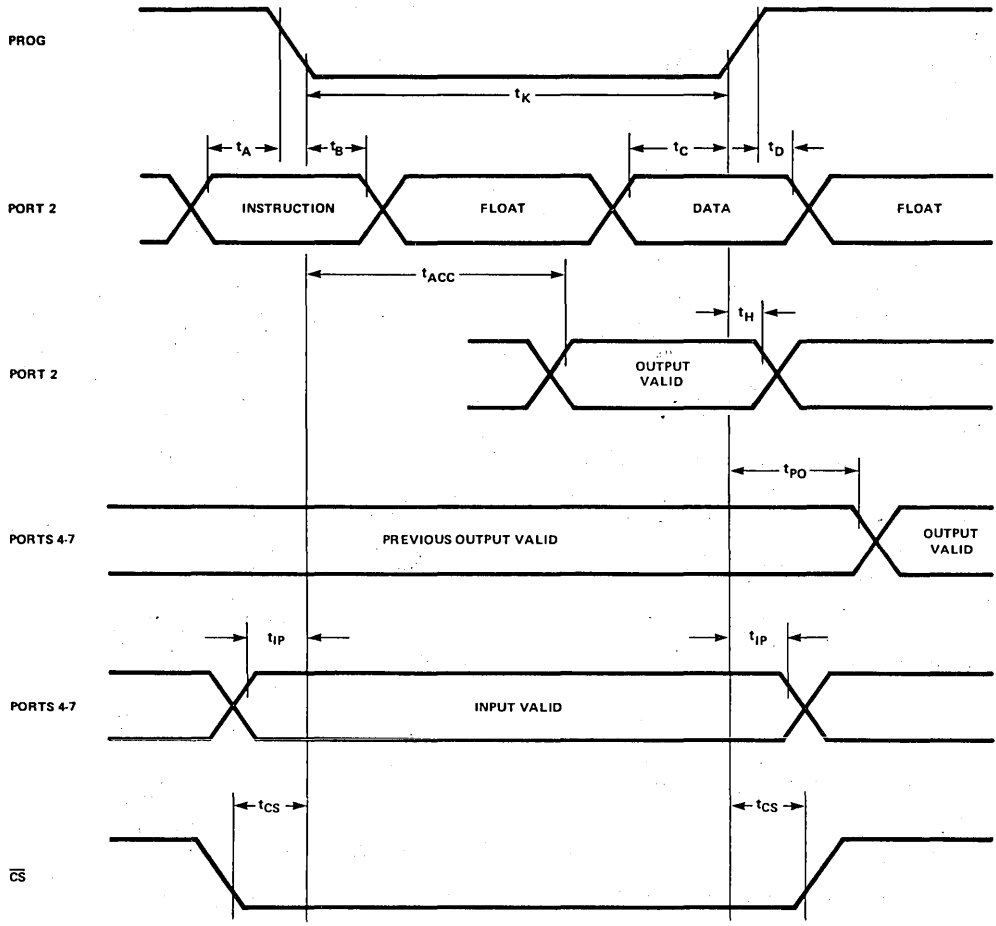 PROG
tK
tA
tB
tC
tD
PORT 2
INSTRUCTION
FLOAT
DATA
FLOAT
tACC
tH
PORT 2
OUTPUT
VALID
tPO
PORTS 4-7
PREVIOUS OUTPUT VALID
OUTPUT
VALID
tIP
tIP
PORTS 4-7
INPUT VALID
tCS
tCS
C̅S̅